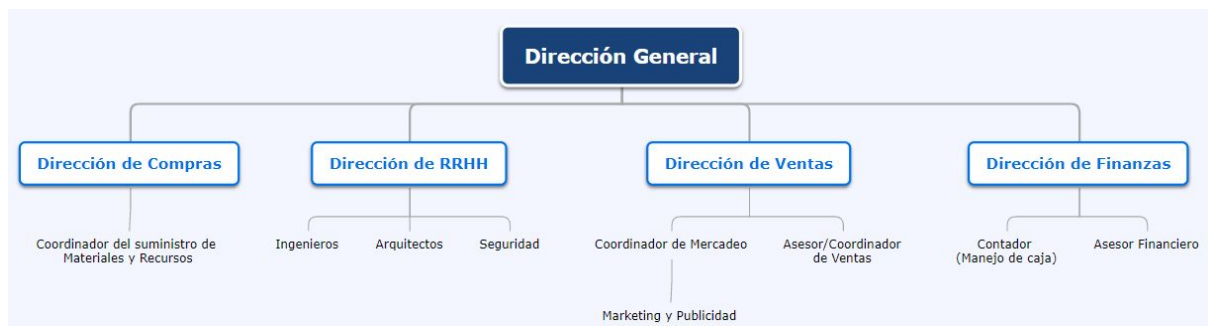 Dirección General
Dirección de Compras
Dirección de RRHH
Dirección de Ventas
Dirección de Finanzas
Coordinador del suministro de
Materiales y Recursos
Ingenieros
Arquitectos
Seguridad
Coordinador de Mercadeo
Asesor/Coordinador
de Ventas
Contador
(Manejo de caja)
Asesor Financiero
Marketing y Publicidad